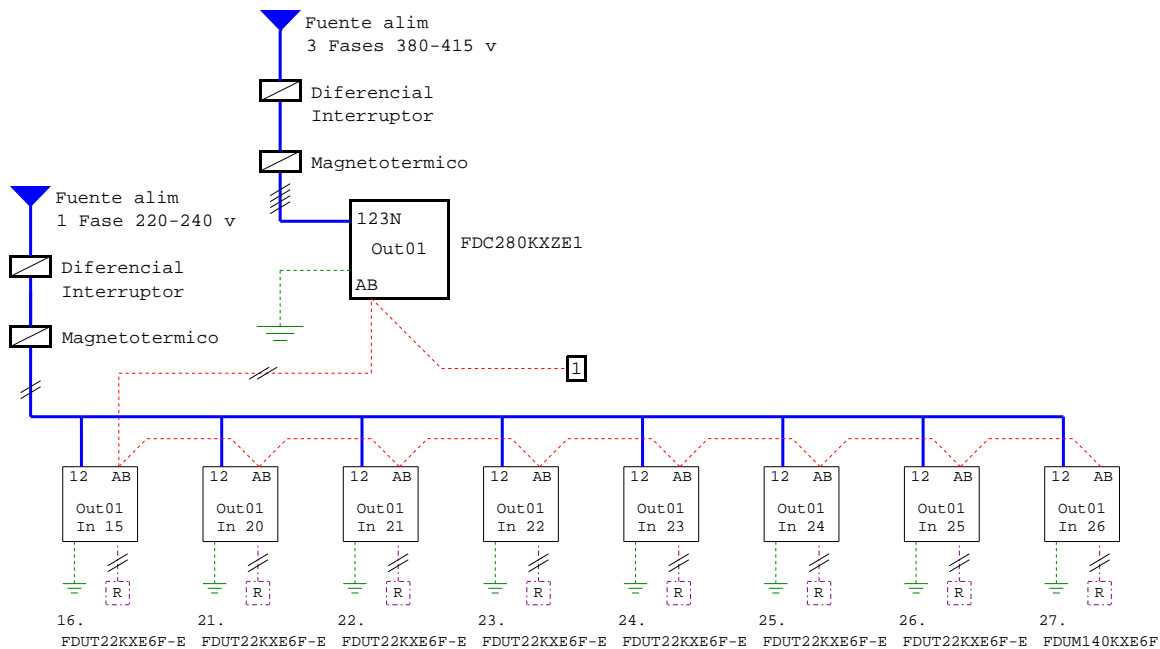 Fuente alim
3 Fases 380-415 v
Diferencial
Interruptor
Magnetotermico
Fuente alim
1 Fase 220-240 v
Diferencial
Interruptor
Magnetotermico
123N
Out01
AB
FDC280KXZE1
1
12 AB
Out01
In 15
R
16.
FDUT22KXE6F-E
12 AB
Out01
In 20
R
21.
FDUT22KXE6F-E
12 AB
Out01
In 21
R
22.
FDUT22KXE6F-E
12 AB
Out01
In 22
R
23.
FDUT22KXE6F-E
12 AB
Out01
In 23
R
24.
FDUT22KXE6F-E
12 AB
Out01
In 24
R
25.
FDUT22KXE6F-E
12 AB
Out01
In 25
R
26.
FDUT22KXE6F-E
12 AB
Out01
In 26
R
27.
FDUM140KXE6F